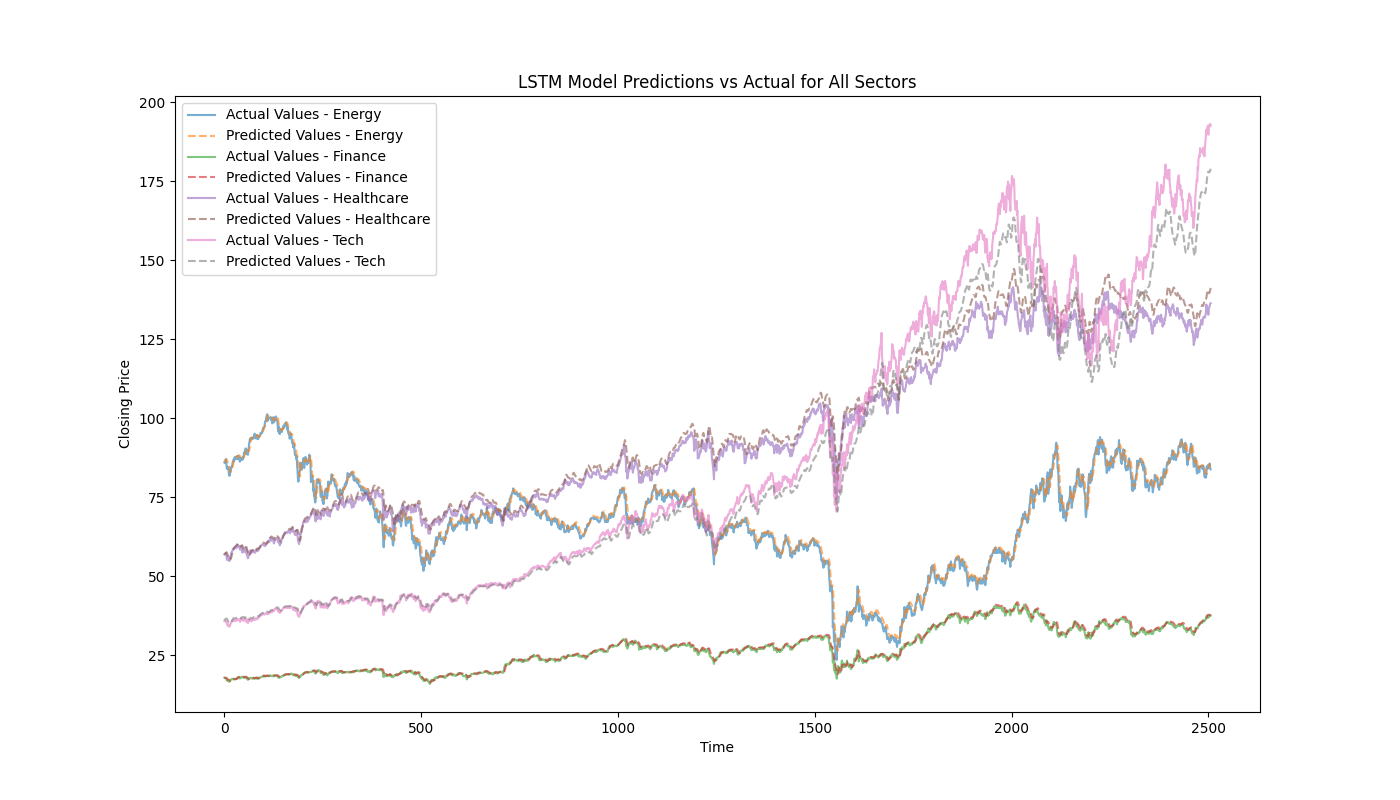 LSTM Model Predictions vs Actual for All Sectors
200
175
150
125
100
75
50
25
Closing Price
Actual Values - Energy
Predicted Values - Energy
Actual Values - Finance
Predicted Values - Finance
Actual Values - Healthcare
Predicted Values - Healthcare
Actual Values - Tech
Predicted Values - Tech
0
500
1000
1500
2000
2500
Time